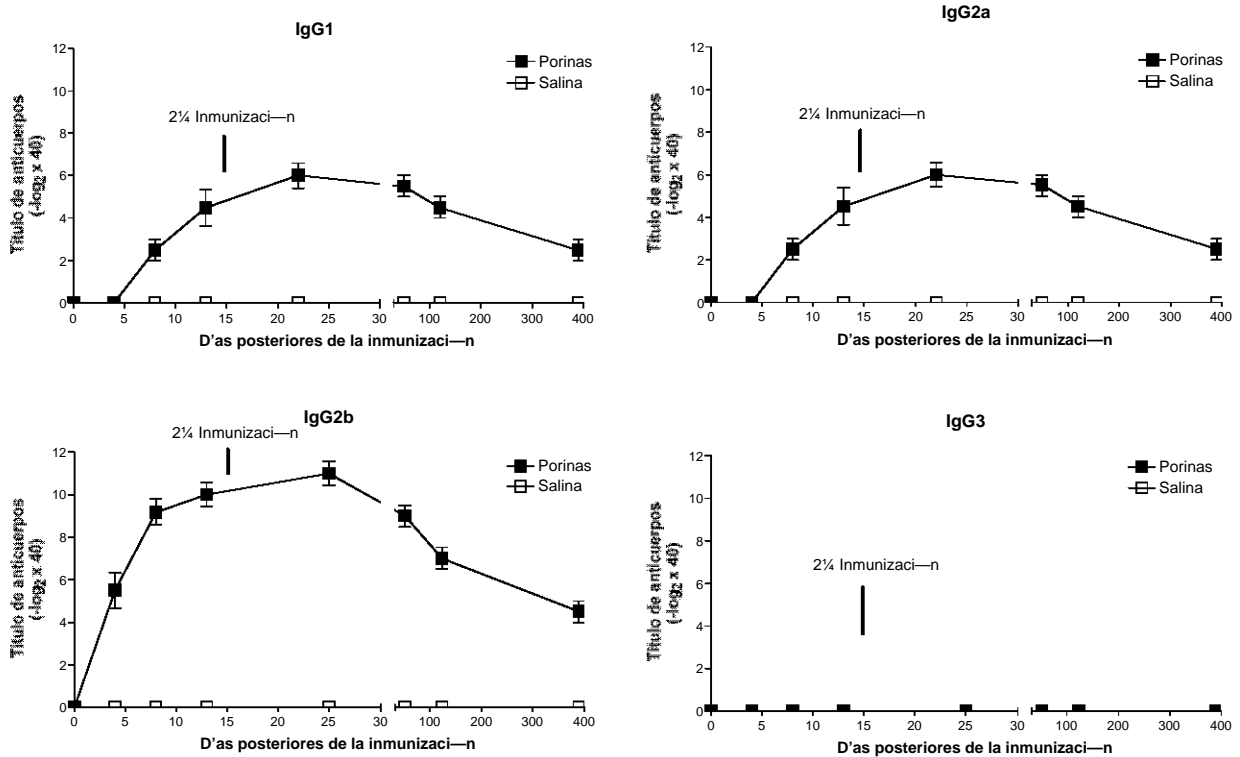 IgG1
Porinas
Salina
2¼ Inmunizaci—n
Título de anticuerpos
(-log2 x 40)
12
10
8
6
4
2
0
0 5 10 15 20 25 30 100 200 300 400
D'as posteriores de la inmunizaci—n
IgG2a
Porinas
Salina
2¼ Inmunizaci—n
Título de anticuerpos
(-log2 x 40)
12
10
8
6
4
2
0
0 5 10 15 20 25 30 100 200 300 400
D'as posteriores de la inmunizaci—n
IgG2b
2¼ Inmunizaci—n
Porinas
Salina
Título de anticuerpos
(-log2 x 40)
12
10
8
6
4
2
0
0 5 10 15 20 25 30 100 200 300 400
D'as posteriores de la inmunizaci—n
IgG3
Porinas
Salina
2¼ Inmunizaci—n
Título de anticuerpos
(-log2 x 40)
12
10
8
6
4
2
0
0 5 10 15 20 25 30 100 200 300 400
D'as posteriores de la inmunizaci—n